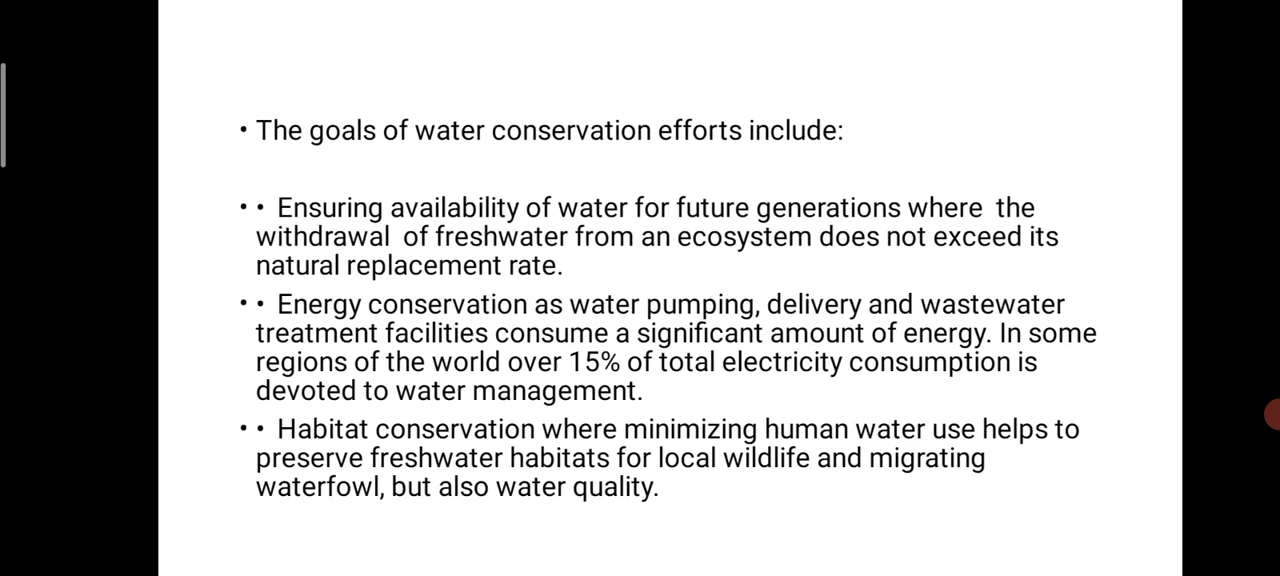 • The goals of water conservation efforts include:
• • Ensuring availability of water for future generations where  the
withdrawal  of freshwater from an ecosystem does not exceed its
natural replacement rate.
• • Energy conservation as water pumping, delivery and wastewater
treatment facilities consume a significant amount of energy. In some
regions of the world over 15% of total electricity consumption is
devoted to water management.
• • Habitat conservation where minimizing human water use helps to
preserve freshwater habitats for local wildlife and migrating
waterfowl, but also water quality.